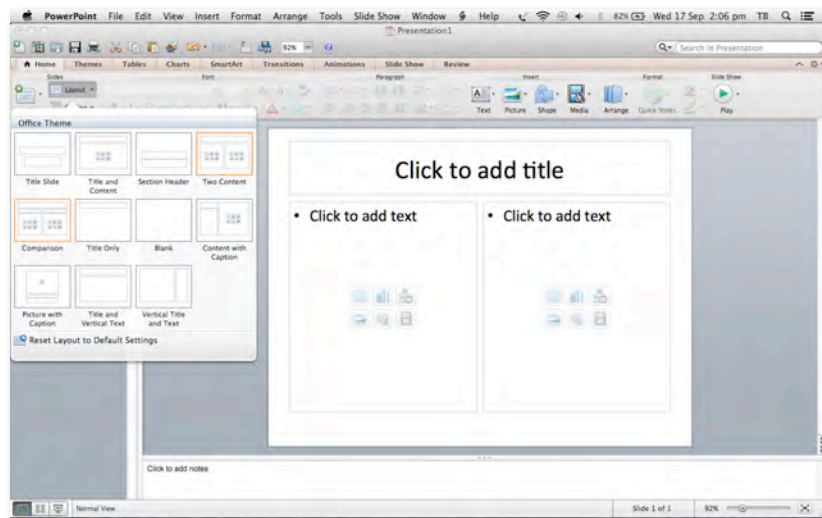 PowerPoint File Edit View Insert Format Arrange Tools Slide Show Window Help 82% Wed 17 Sep 2:06 pm TB
Presentation1
92% Search in Presentation
Home Themes Tables Charts SmartArt Transitions Animations Slide Show Review
Slides Font Paragraph Insert Format Slide Show
Layout
Text Picture Shape Media Arrange Quick Styles Play
Office Theme
Title Slide
Title and Content
Section Header
Two Content
Comparison
Title Only
Blank
Content with Caption
Picture with Caption
Title and Vertical Text
Vertical Title and Text
Reset Layout to Default Settings
Click to add title
• Click to add text
• Click to add text
Click to add notes
Normal View Slide 1 of 1 92%